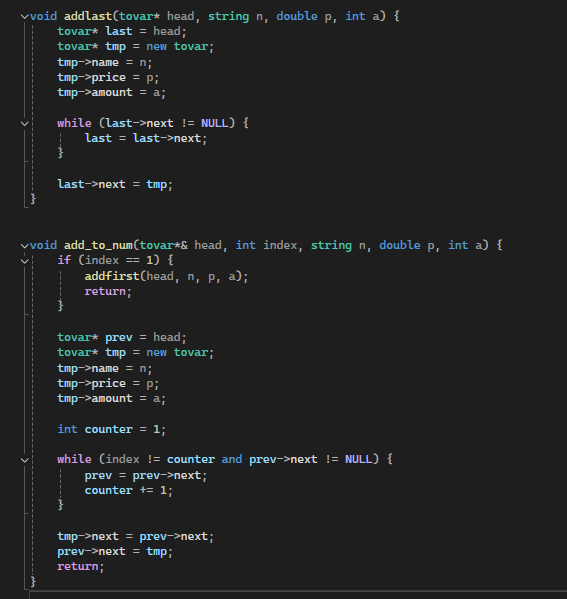 void addlast(tovar* head, string n, double p, int a) {
    tovar* last = head;
    tovar* tmp = new tovar;
    tmp->name = n;
    tmp->price = p;
    tmp->amount = a;
    while (last->next != NULL) {
        last = last->next;
    }
    last->next = tmp;
}
void add_to_num(tovar*& head, int index, string n, double p, int a) {
    if (index == 1) {
        addfirst(head, n, p, a);
        return;
    }
    tovar* prev = head;
    tovar* tmp = new tovar;
    tmp->name = n;
    tmp->price = p;
    tmp->amount = a;
    int counter = 1;
    while (index != counter and prev->next != NULL) {
        prev = prev->next;
        counter += 1;
    }
    tmp->next = prev->next;
    prev->next = tmp;
    return;
}